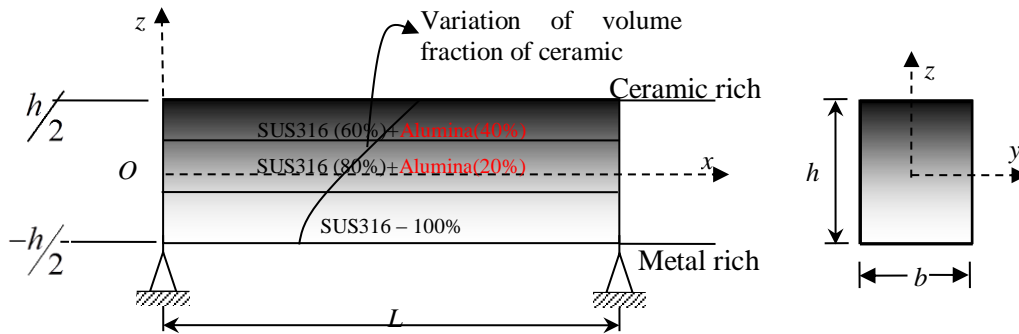 z
Variation of volume
fraction of ceramic
h/2
Ceramic rich
SUS316 (60%)+Alumina(40%)
SUS316 (80%)+Alumina(20%)
O
x
SUS316 – 100%
−h/2
Metal rich
L
z
y
h
b